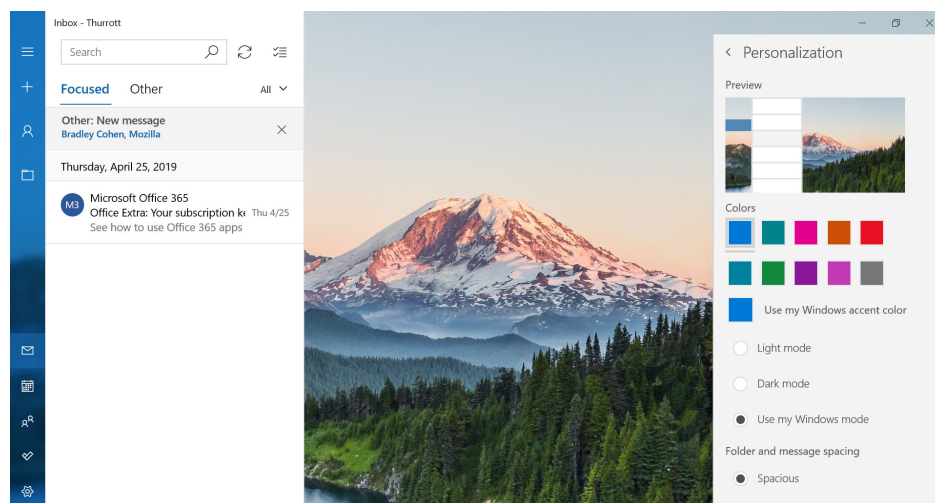 Inbox - Thurrott
Search
Focused Other All
Other: New message
Bradley Cohen, Mozilla
Thursday, April 25, 2019
M3
Microsoft Office 365
Office Extra: Your subscription ke Thu 4/25
See how to use Office 365 apps
Personalization
Preview
Colors
Use my Windows accent color
Light mode
Dark mode
Use my Windows mode
Folder and message spacing
Spacious